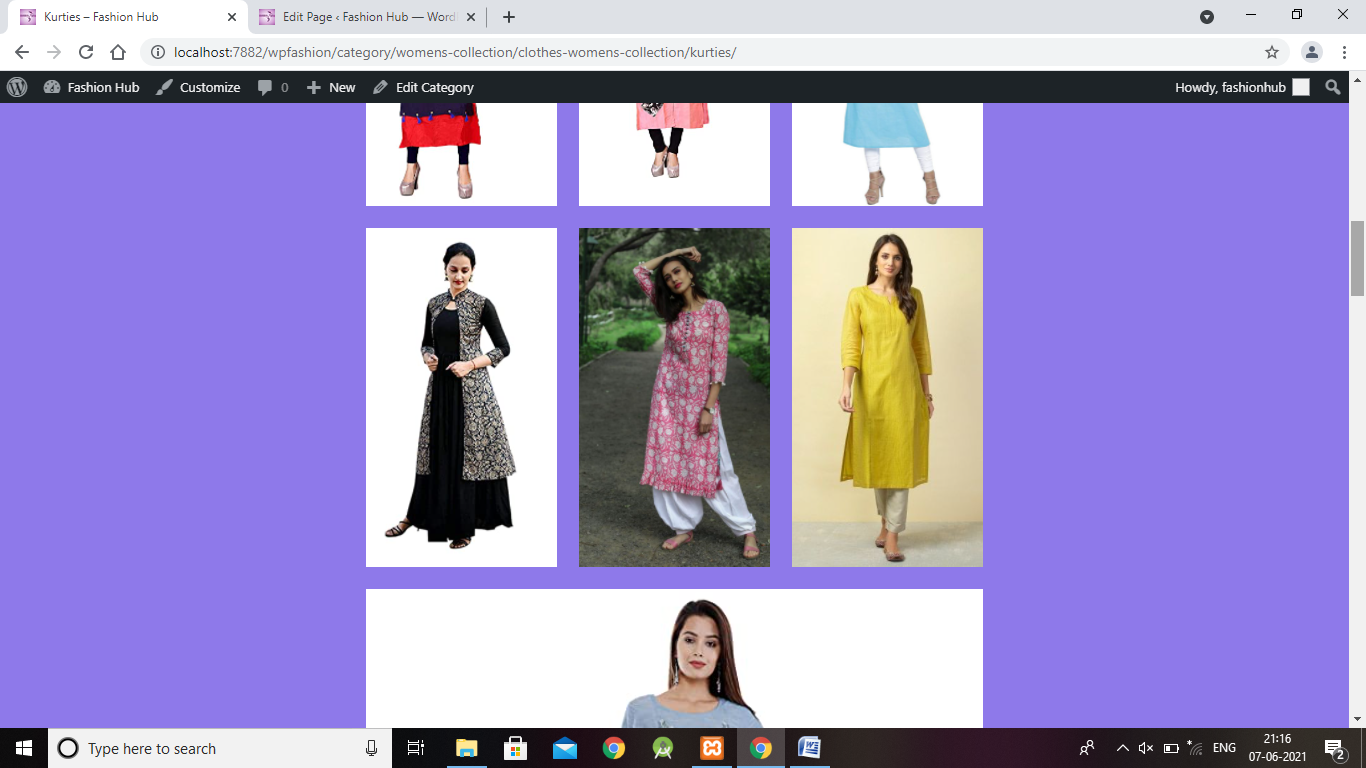 Kurties – Fashion Hub
Edit Page ‹ Fashion Hub — Word
localhost:7882/wpfashion/category/womens-collection/clothes-womens-collection/kurties/
Fashion Hub Customize 0 New Edit Category Howdy, fashionhub
Type here to search
ENG
21:16
07-06-2021
2